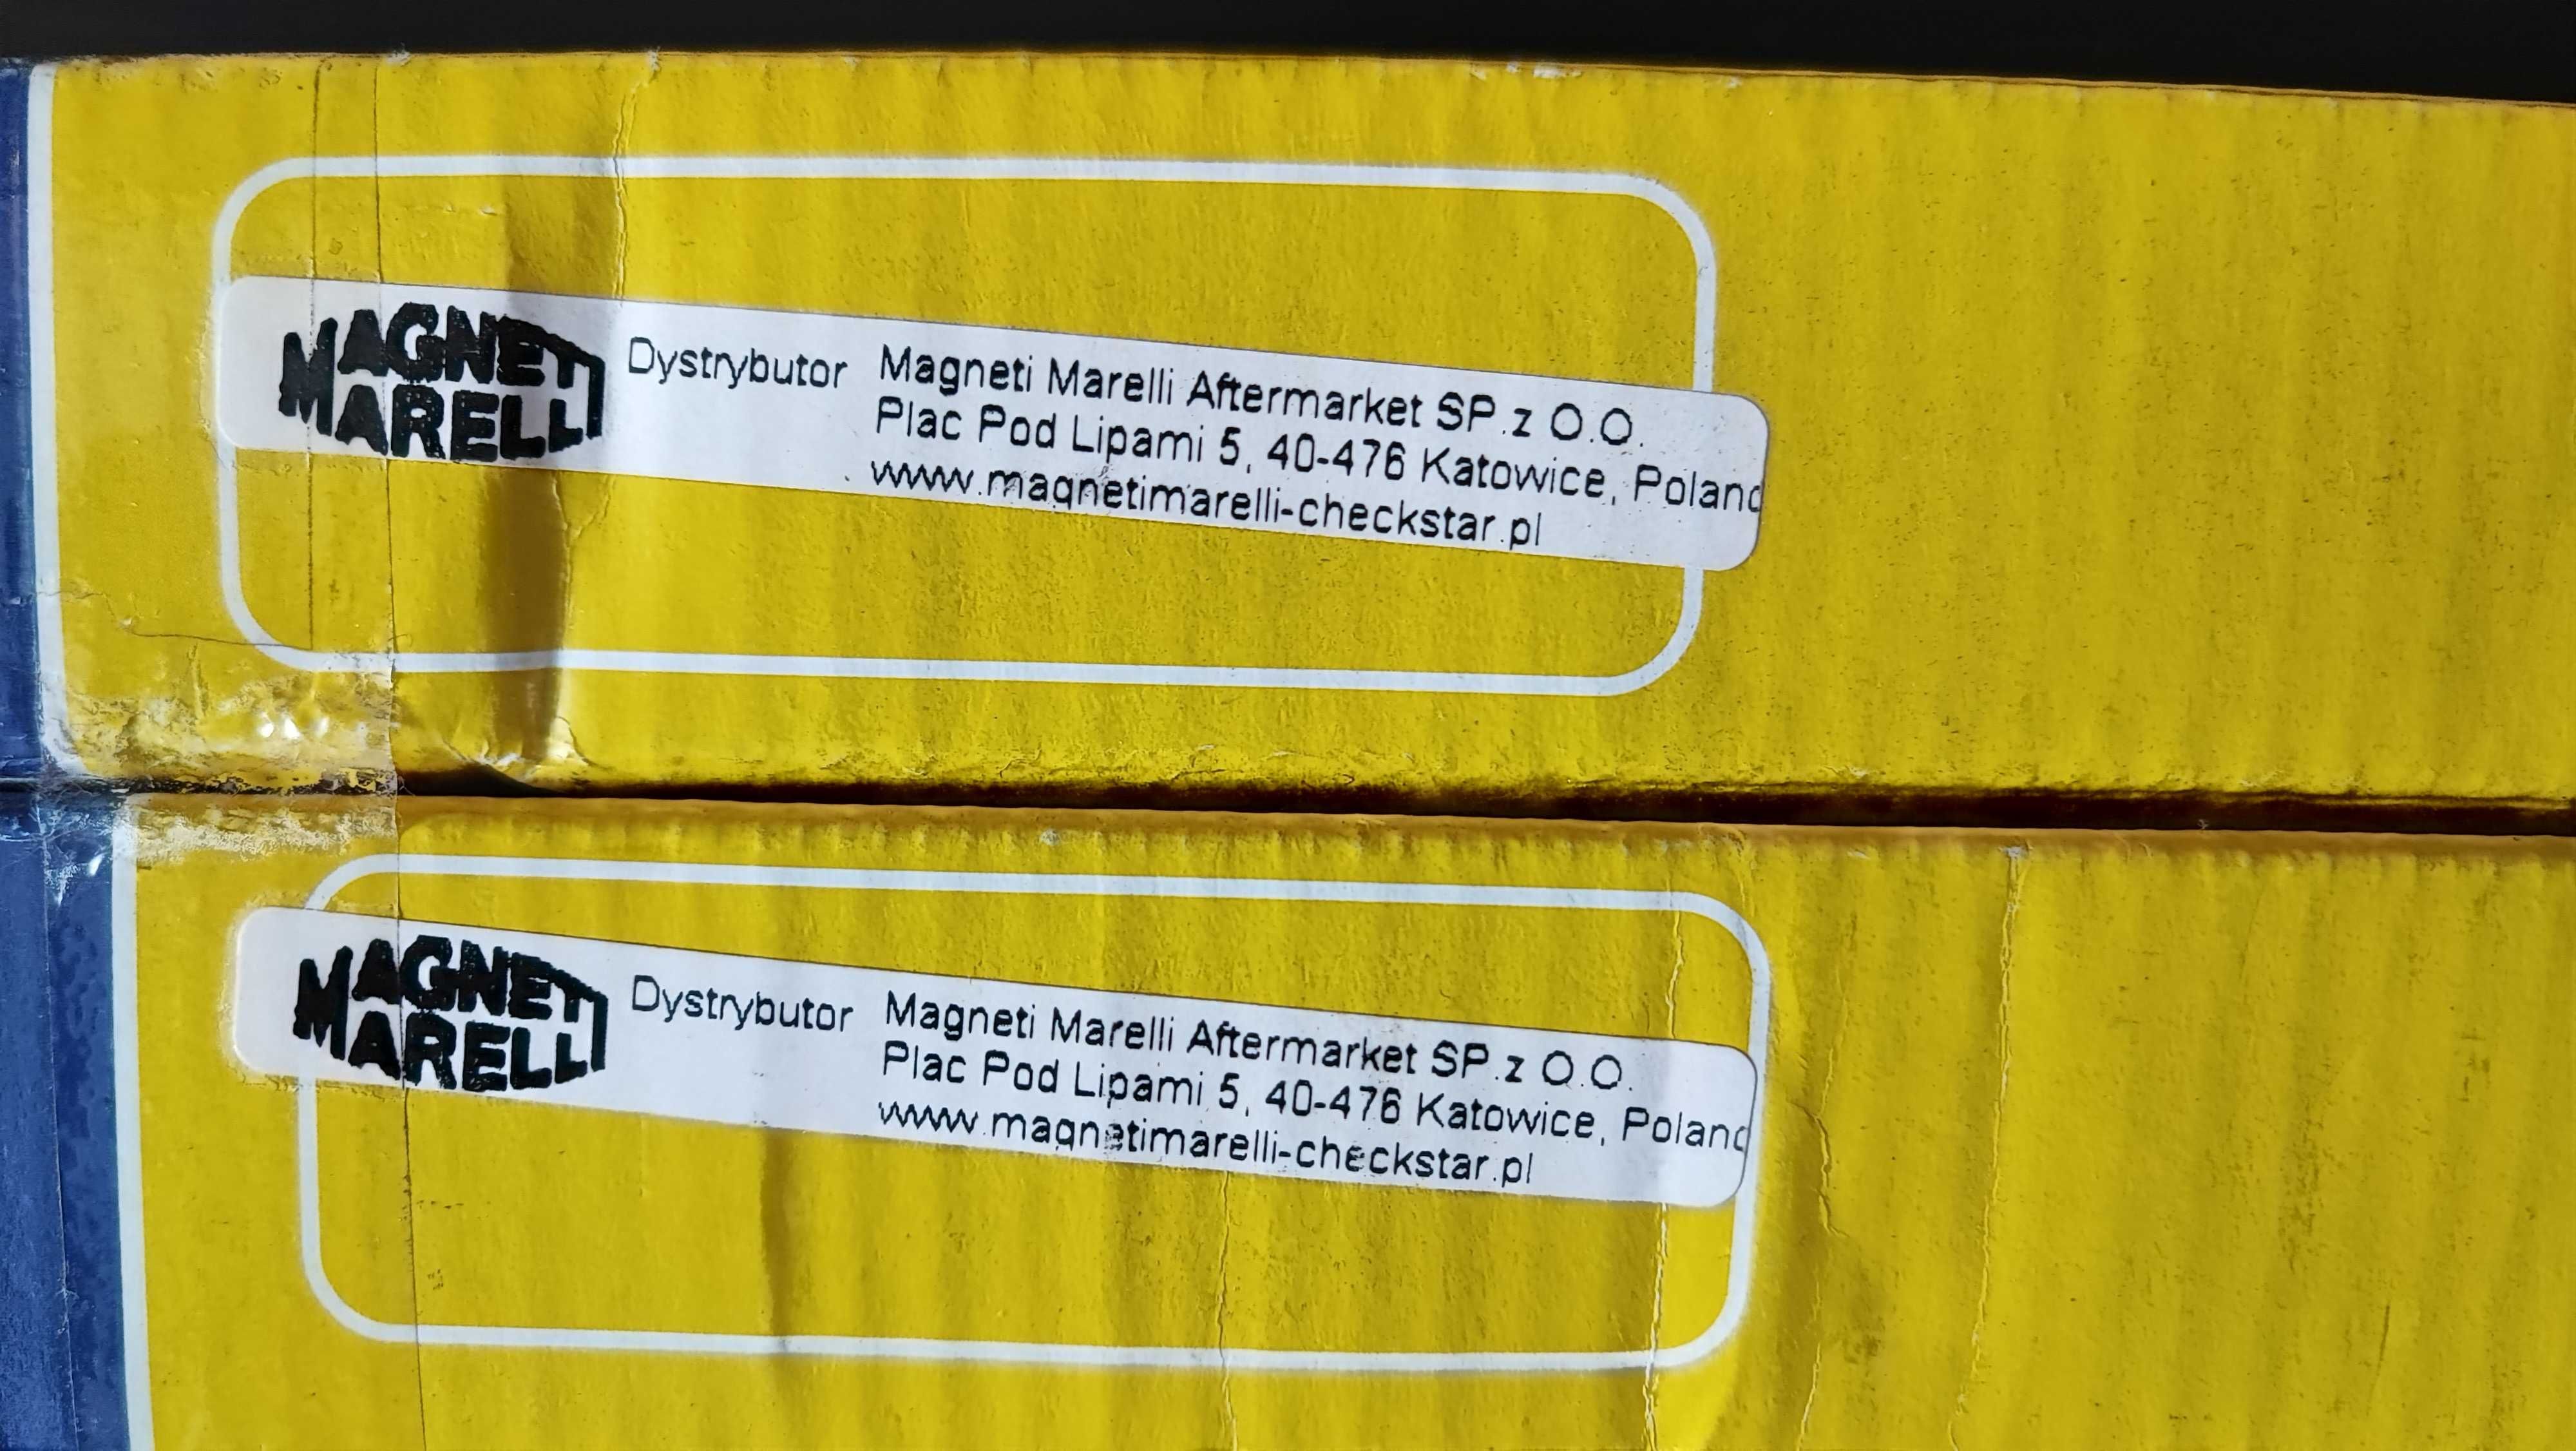 MAGNETI
MARELLI
Dystrybutor Magneti Marelli Aftermarket SP.z O.O.
Plac Pod Lipami 5, 40-476 Katowice, Poland
www.magnetimarelli-checkstar.pl
MAGNETI
MARELLI
Dystrybutor Magneti Marelli Aftermarket SP.z O.O.
Plac Pod Lipami 5, 40-476 Katowice, Poland
www.magnetimarelli-checkstar.pl